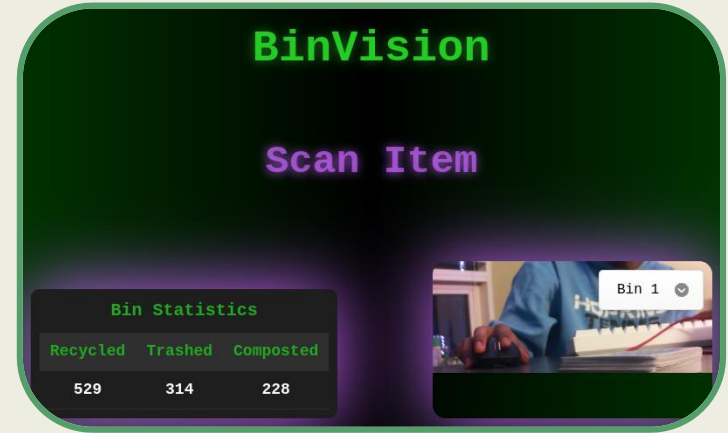 BinVision
Scan Item
Bin Statistics
Recycled Trashed Composted
529 314 228
Bin 1